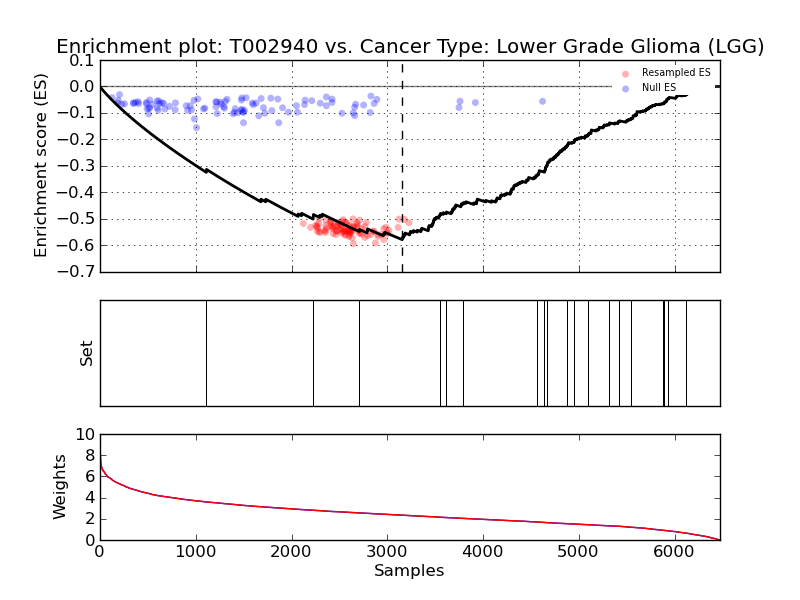 Enrichment plot: T002940 vs. Cancer Type: Lower Grade Glioma (LGG)
Enrichment score (ES)
0.1
0.0
−0.1
−0.2
−0.3
−0.4
−0.5
−0.6
−0.7
Resampled ES
Null ES
Set
Weights
10
8
6
4
2
0
0 1000 2000 3000 4000 5000 6000
Samples